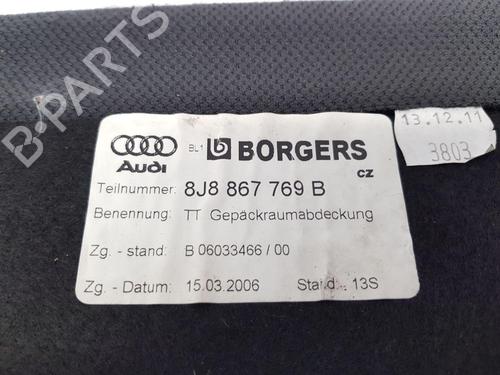 Audi
BL1 BORGERS
CZ
Teilnummer: 8J8 867 769 B
Benennung: TT Gepäckraumabdeckung
Zg. - stand: B 06033466 / 00
Zg. - Datum: 15.03.2006 Stand.: 13S
13.12.11
3803
B-PARTS